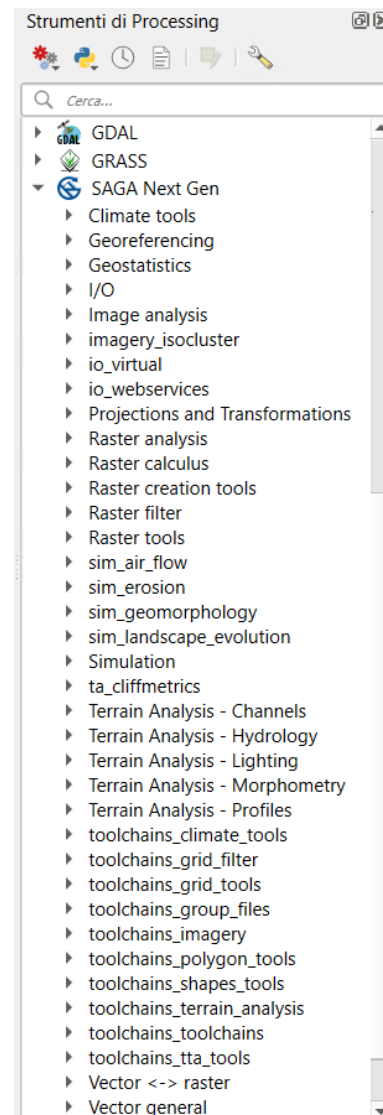 Strumenti di Processing
Cerca...
GDAL GDAL
GRASS
SAGA Next Gen
Climate tools
Georeferencing
Geostatistics
I/O
Image analysis
imagery_isocluster
io_virtual
io_webservices
Projections and Transformations
Raster analysis
Raster calculus
Raster creation tools
Raster filter
Raster tools
sim_air_flow
sim_erosion
sim_geomorphology
sim_landscape_evolution
Simulation
ta_cliffmetrics
Terrain Analysis - Channels
Terrain Analysis - Hydrology
Terrain Analysis - Lighting
Terrain Analysis - Morphometry
Terrain Analysis - Profiles
toolchains_climate_tools
toolchains_grid_filter
toolchains_grid_tools
toolchains_group_files
toolchains_imagery
toolchains_polygon_tools
toolchains_shapes_tools
toolchains_terrain_analysis
toolchains_toolchains
toolchains_tta_tools
Vector <-> raster
Vector general